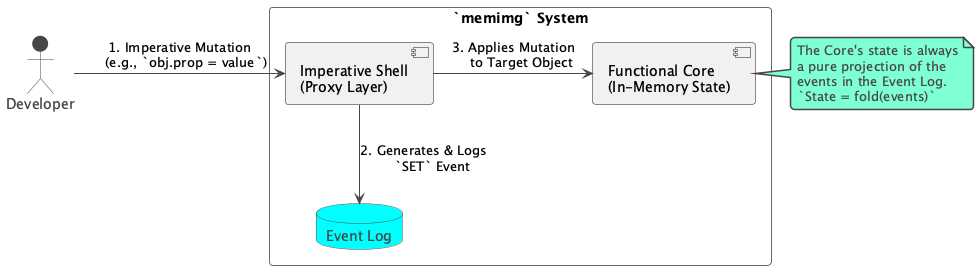 `memimg` System
1. Imperative Mutation
(e.g., `obj.prop = value`)
3. Applies Mutation
to Target Object
Imperative Shell
(Proxy Layer)
Functional Core
(In-Memory State)
The Core's state is always
a pure projection of the
events in the Event Log.
`State = fold(events)`
Developer
2. Generates & Logs
`SET` Event
Event Log